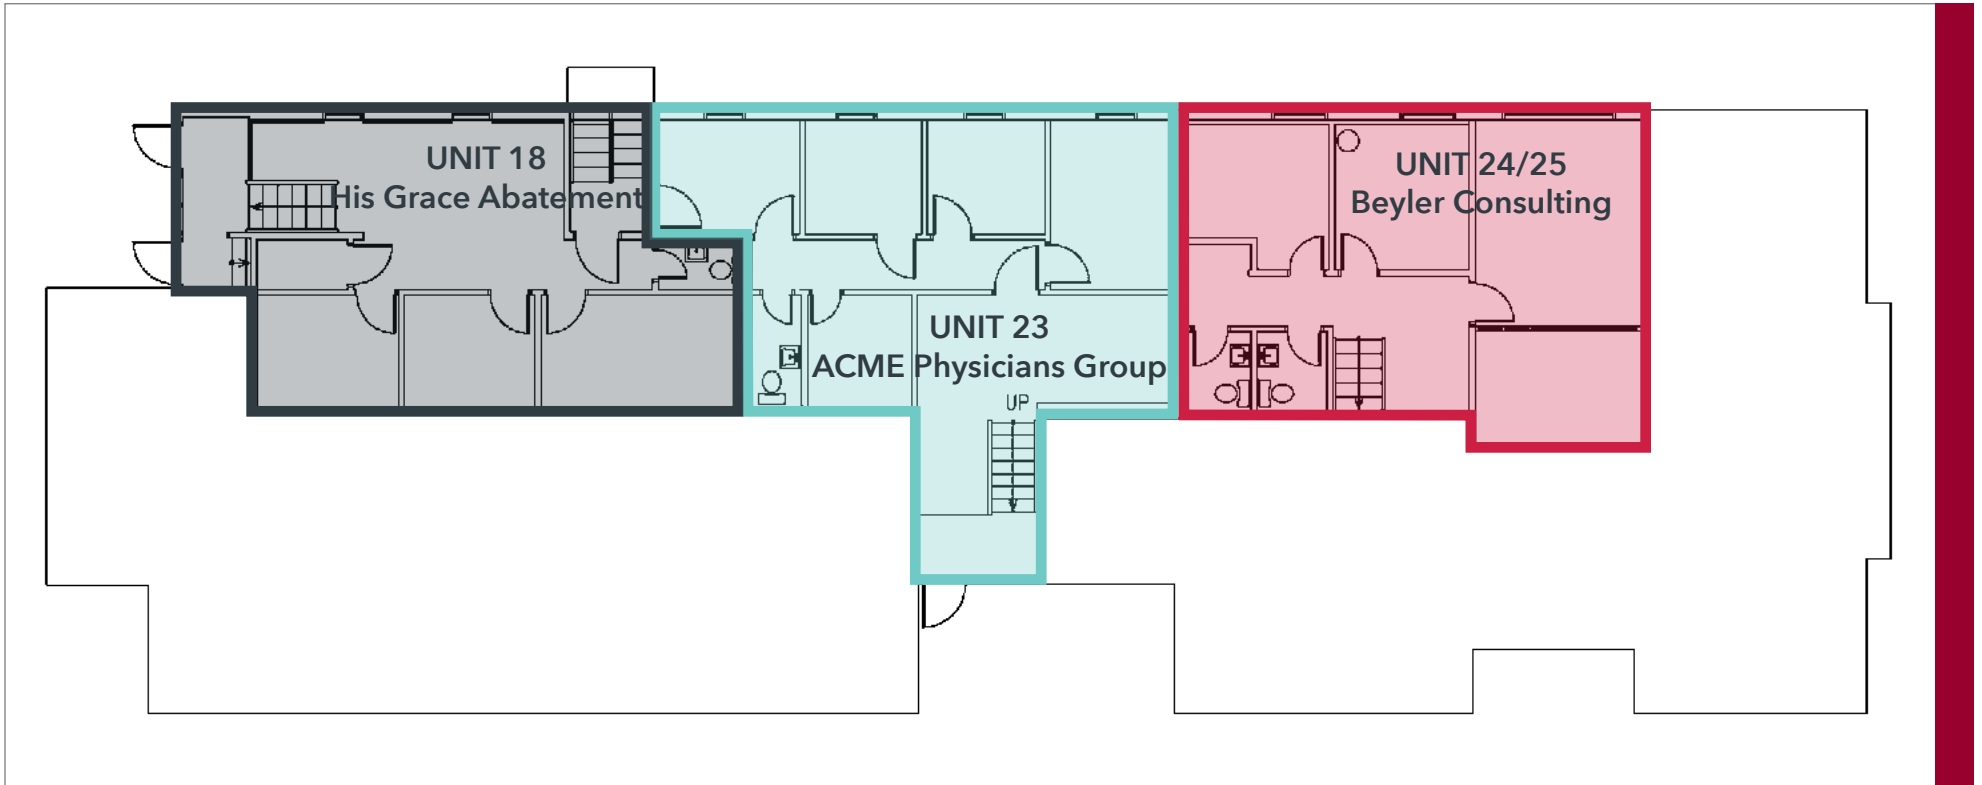 UNIT 18
His Grace Abatement
UNIT 23
ACME Physicians Group
UP
UNIT 24/25
Beyler Consulting